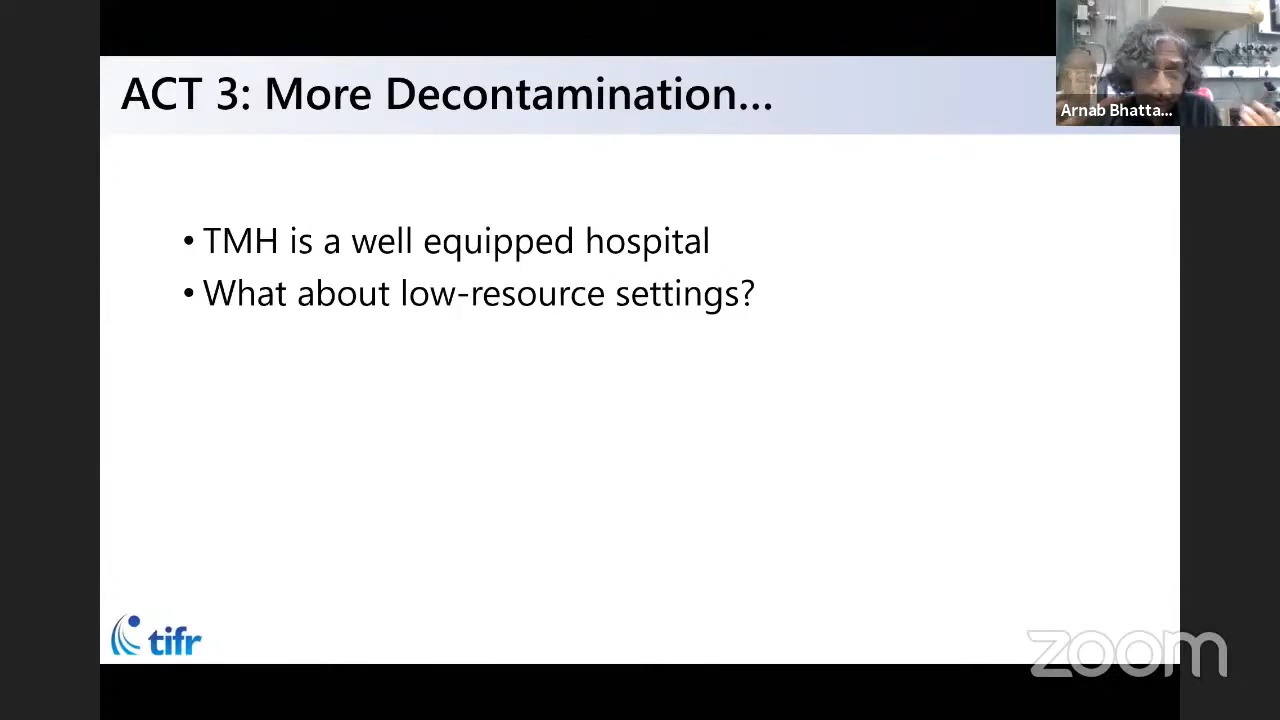 ACT 3: More Decontamination...
Arnab Bhatta...
• TMH is a well equipped hospital
• What about low-resource settings?
tifr
zoom